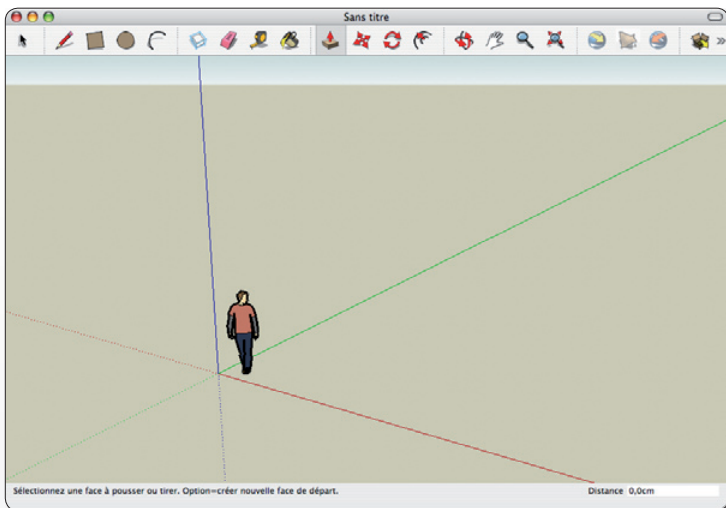 Sans titre
Sélectionnez une face à pousser ou tirer. Option=créer nouvelle face de départ.
Distance 0,0cm